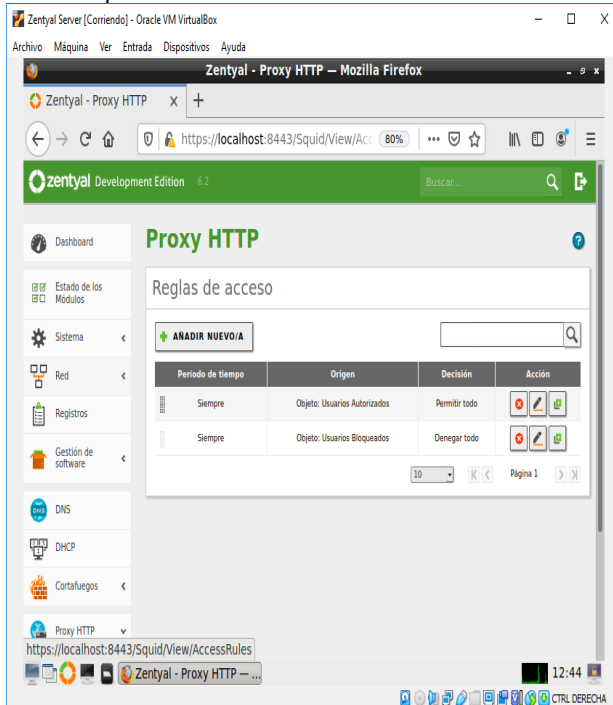 Zentyal Server [Corriendo] - Oracle VM VirtualBox
Archivo Máquina Ver Entrada Dispositivos Ayuda
Zentyal - Proxy HTTP — Mozilla Firefox
Zentyal - Proxy HTTP
https://localhost:8443/Squid/View/Acc 80%
zentyal Development Edition 6.2 Buscar...
Dashboard
Estado de los Módulos
Sistema
Red
Registros
Gestión de software
DNS
DHCP
Cortafuegos
Proxy HTTP
Proxy HTTP
Reglas de acceso
AÑADIR NUEVO/A
Período de tiempo Origen Decisión Acción
Siempre Objeto: Usuarios Autorizados Permitir todo
Siempre Objeto: Usuarios Bloqueados Denegar todo
10 Página 1
https://localhost:8443/Squid/View/AccessRules
Zentyal - Proxy HTTP — ... 12:44
CTRL DERECHA